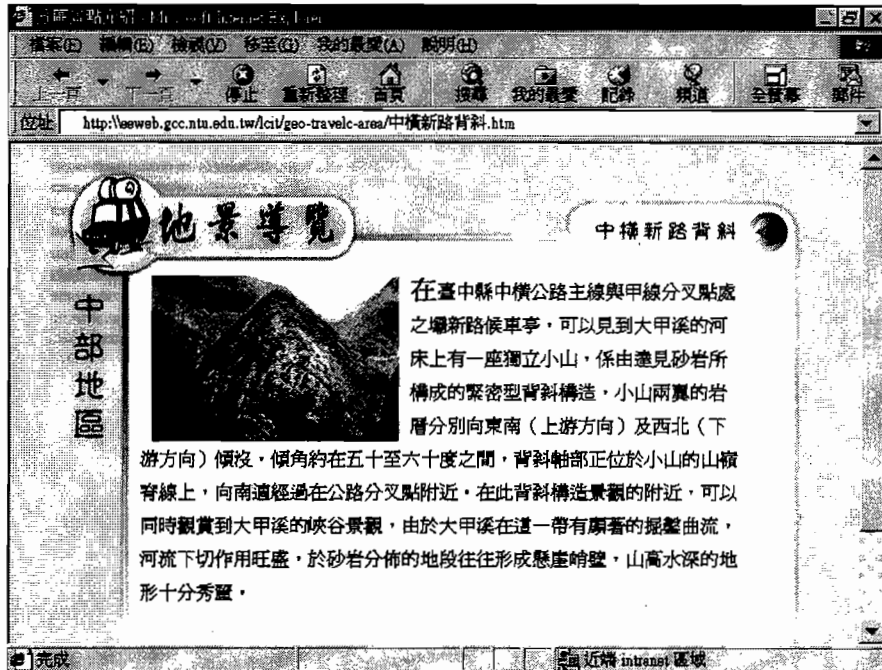 分區景點介紹 - Microsoft Internet Explorer
檔案(F) 編輯(E) 檢視(V) 移至(G) 我的最愛(A) 說明(H)
上一頁 下一頁 停止 重新整理 首頁 搜尋 我的最愛 記錄 頻道 全螢幕 郵件
位址 http://eeweb.gcc.ntu.edu.tw/lcit/geo-travelc-area/中橫新路背斜.htm
地景導覽
中橫新路背斜
中部地區
在臺中縣中橫公路主線與甲線分叉點處
之壩新路候車亭，可以見到大甲溪的河
床上有一座獨立小山，係由達見砂岩所
構成的緊密型背斜構造，小山兩翼的岩
層分別向東南（上游方向）及西北（下
游方向）傾沒，傾角約在五十至六十度之間，背斜軸部正位於小山的山嶺
脊線上，向南適經過在公路分叉點附近。在此背斜構造景觀的附近，可以
同時觀賞到大甲溪的峽谷景觀，由於大甲溪在這一帶有顯著的掘鑿曲流，
河流下切作用旺盛，於砂岩分佈的地段往往形成懸崖峭壁，山高水深的地
形十分秀麗。
完成
近端 intranet 區域